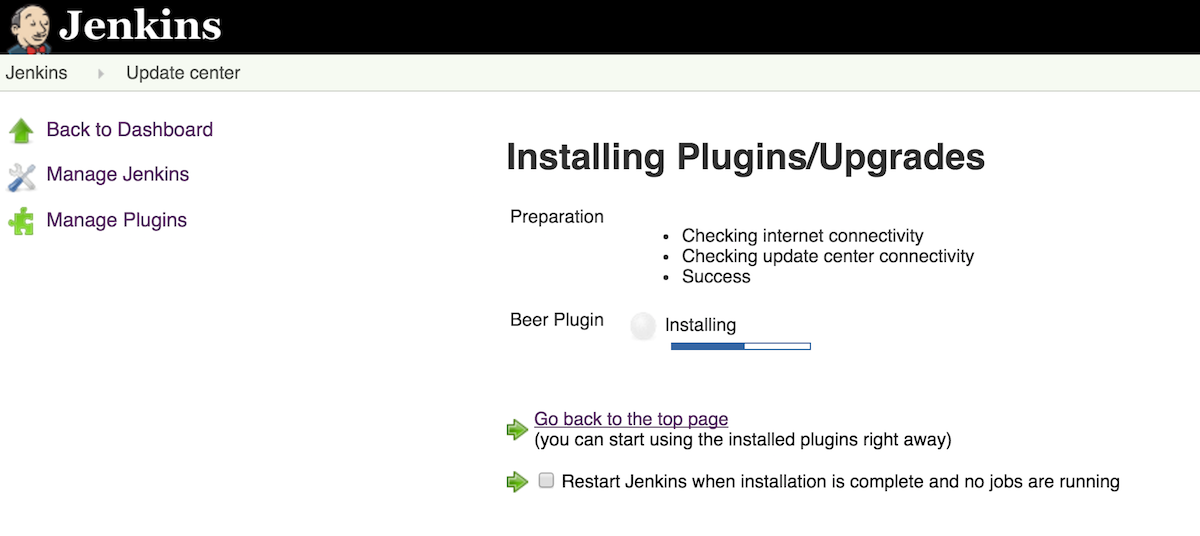 Jenkins
Jenkins Update center
Back to Dashboard
Manage Jenkins
Manage Plugins
Installing Plugins/Upgrades
Preparation
Checking internet connectivity
Checking update center connectivity
Success
Beer Plugin Installing
Go back to the top page
(you can start using the installed plugins right away)
Restart Jenkins when installation is complete and no jobs are running